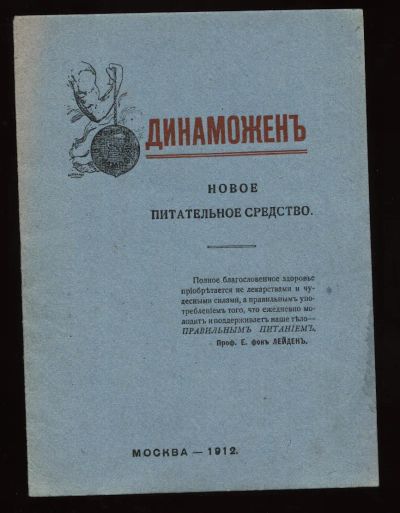 ДИНАМОЖЕНЪ
НОВОЕ
ПИТАТЕЛЬНОЕ СРЕДСТВО.
Полное благословенное здоровье
пріобрѣтается не лекарствами и чу-
десными силами, а правильнымъ упо-
требленіемъ того, что ежедневно мо-
лодитъ и поддерживаетъ наше тѣло—
ПРАВИЛЬНЫМЪ ПИТАНІЕМЪ.
Проф. Е. фонъ ЛЕЙДЕНЪ.
МОСКВА — 1912.